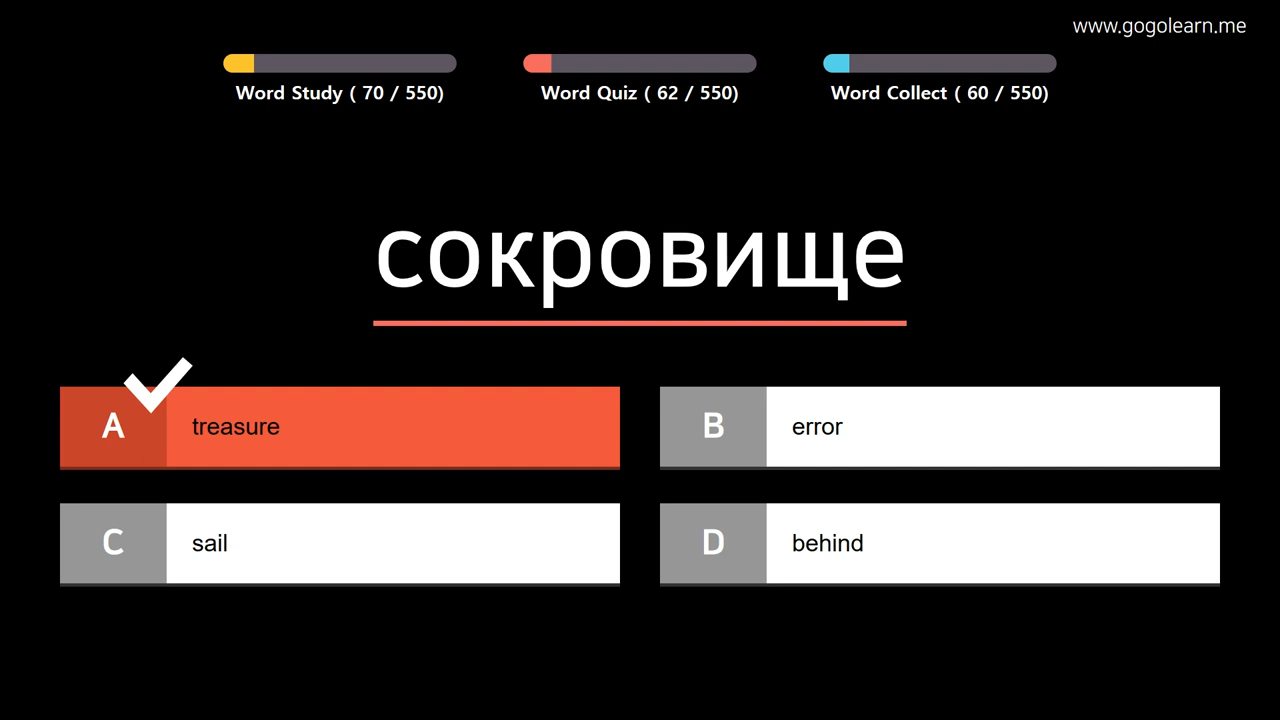 www.gogolearn.me
Word Study ( 70 / 550)
Word Quiz ( 62 / 550)
Word Collect ( 60 / 550)
сокровище
A treasure
B error
C sail
D behind